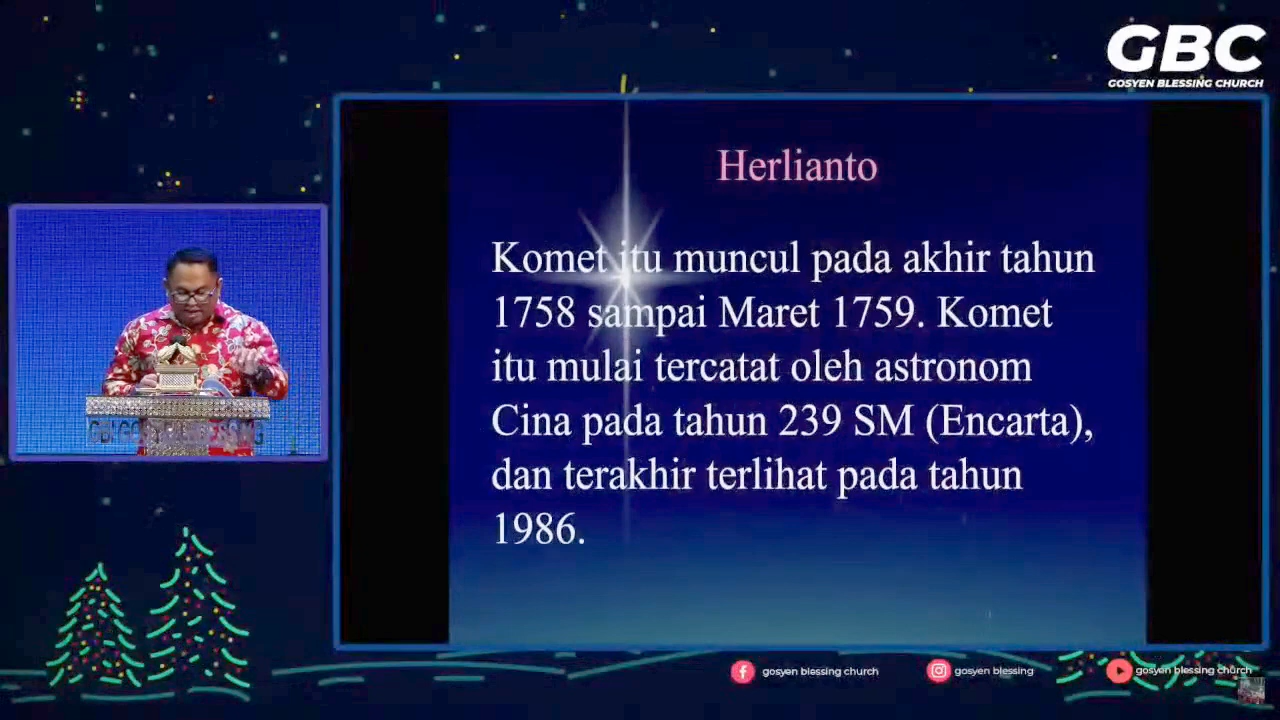 GBC
GOSYEN BLESSING CHURCH
Herlianto
Komet itu muncul pada akhir tahun
1758 sampai Maret 1759. Komet
itu mulai tercatat oleh astronom
Cina pada tahun 239 SM (Encarta),
dan terakhir terlihat pada tahun
1986.
gosyen blessing church
gosyen blessing
gosyen blessing church